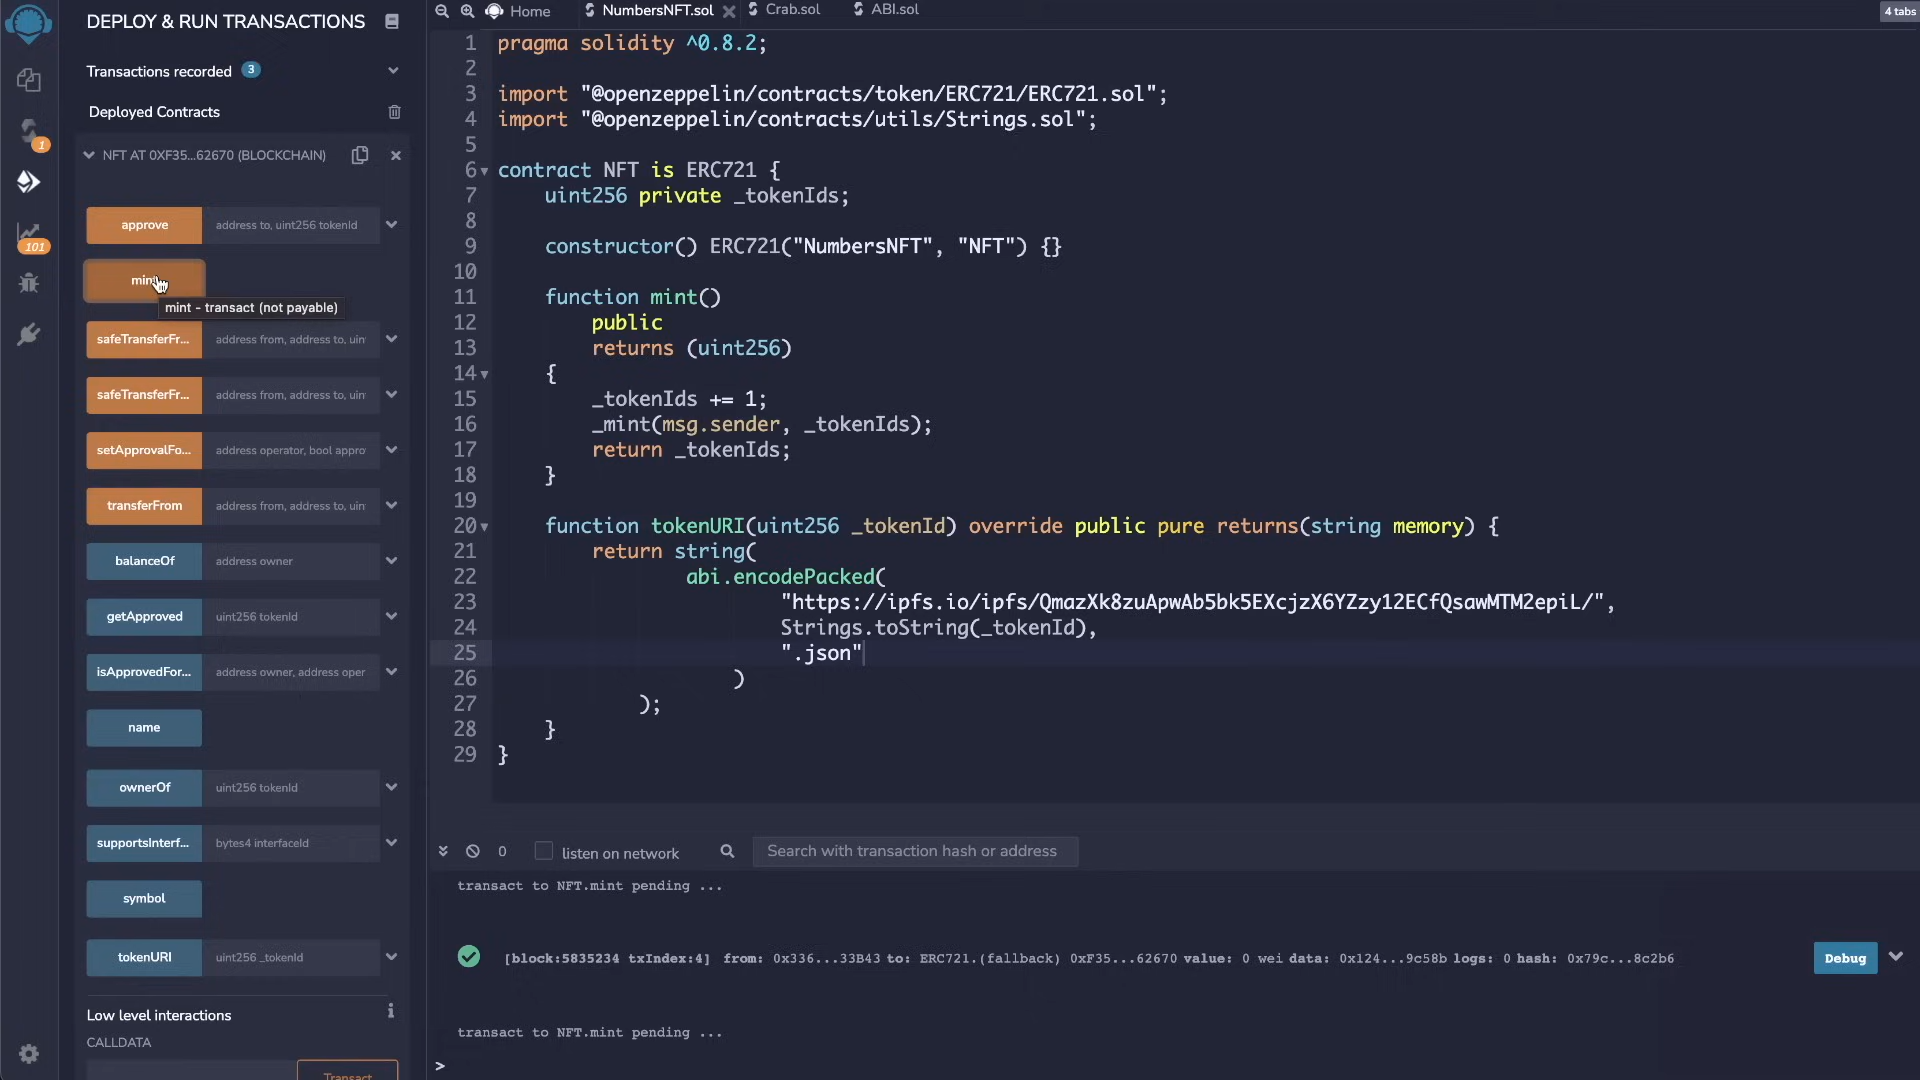 DEPLOY & RUN TRANSACTIONS
Transactions recorded 3
Deployed Contracts
1
NFT AT 0XF35...62670 (BLOCKCHAIN)
101
approve address to, uint256 tokenId
mint
mint - transact (not payable)
safeTransferFr... address from, address to, uin
safeTransferFr... address from, address to, uin
setApprovalFo... address operator, bool appro
transferFrom address from, address to, uin
balanceOf address owner
getApproved uint256 tokenId
isApprovedFor... address owner, address oper
name
ownerOf uint256 tokenId
supportsInterf... bytes4 interfaceId
symbol
tokenURI uint256 _tokenId
Low level interactions
i
CALLDATA
Transact
Home NumbersNFT.sol Crab.sol ABI.sol 4 tabs
1 pragma solidity ^0.8.2;
2
3 import "@openzeppelin/contracts/token/ERC721/ERC721.sol";
4 import "@openzeppelin/contracts/utils/Strings.sol";
5
6 contract NFT is ERC721 {
7 uint256 private _tokenIds;
8
9 constructor() ERC721("NumbersNFT", "NFT") {}
10
11 function mint()
12 public
13 returns (uint256)
14 {
15 _tokenIds += 1;
16 _mint(msg.sender, _tokenIds);
17 return _tokenIds;
18 }
19
20 function tokenURI(uint256 _tokenId) override public pure returns(string memory) {
21 return string(
22 abi.encodePacked(
23 "https://ipfs.io/ipfs/QmazXk8zuApwAb5bk5EXcjzX6YZzy12ECfQsawMTM2epiL/",
24 Strings.toString(_tokenId),
25 ".json"
26 )
27 );
28 }
29 }
0 listen on network Search with transaction hash or address
transact to NFT.mint pending ...
[block:5835234 txIndex:4] from: 0x336...33B43 to: ERC721.(fallback) 0xF35...62670 value: 0 wei data: 0x124...9c58b logs: 0 hash: 0x79c...8c2b6 Debug
transact to NFT.mint pending ...
>